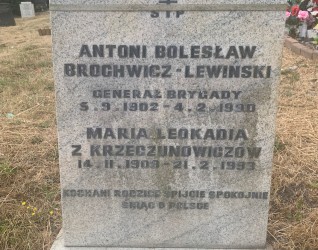 Ś†P
ANTONI BOLESŁAW
BROCHWICZ-LEWIŃSKI
GENERAŁ BRYGADY
5.9.1902 - 4.2.1990
MARIA LEOKADIA
Z KRZECZUNOWICZÓW
14.11.1909 - 21.2.1993
KOCHANI RODZICE ŚPIJCIE SPOKOJNIE
ŚNIĄC O POLSCE